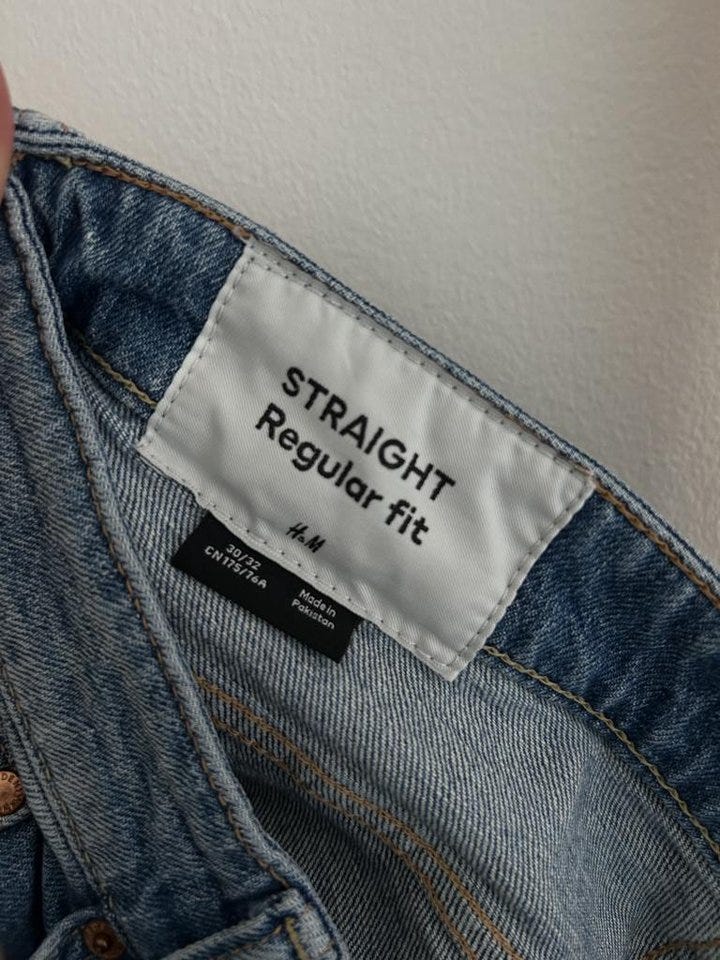 STRAIGHT
Regular fit
H&M
30/32
CN175/76A
Made in
Pakistan